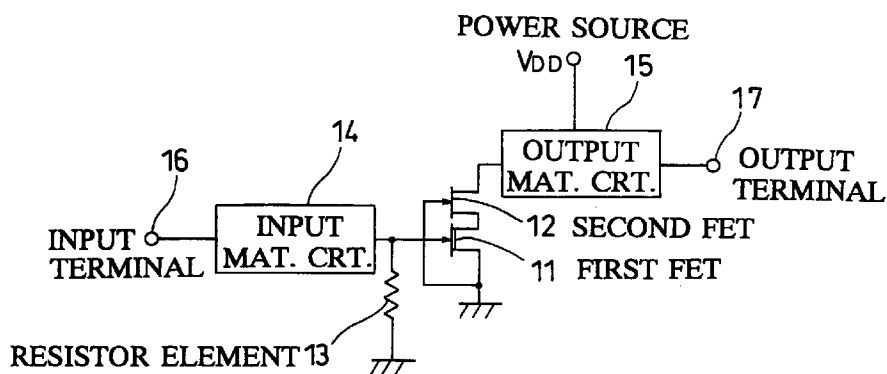 POWER SOURCE
VDD
15
17
14
16
OUTPUT
MAT. CRT.
OUTPUT
TERMINAL
INPUT
TERMINAL
INPUT
MAT. CRT.
12 SECOND FET
11 FIRST FET
RESISTOR ELEMENT 13